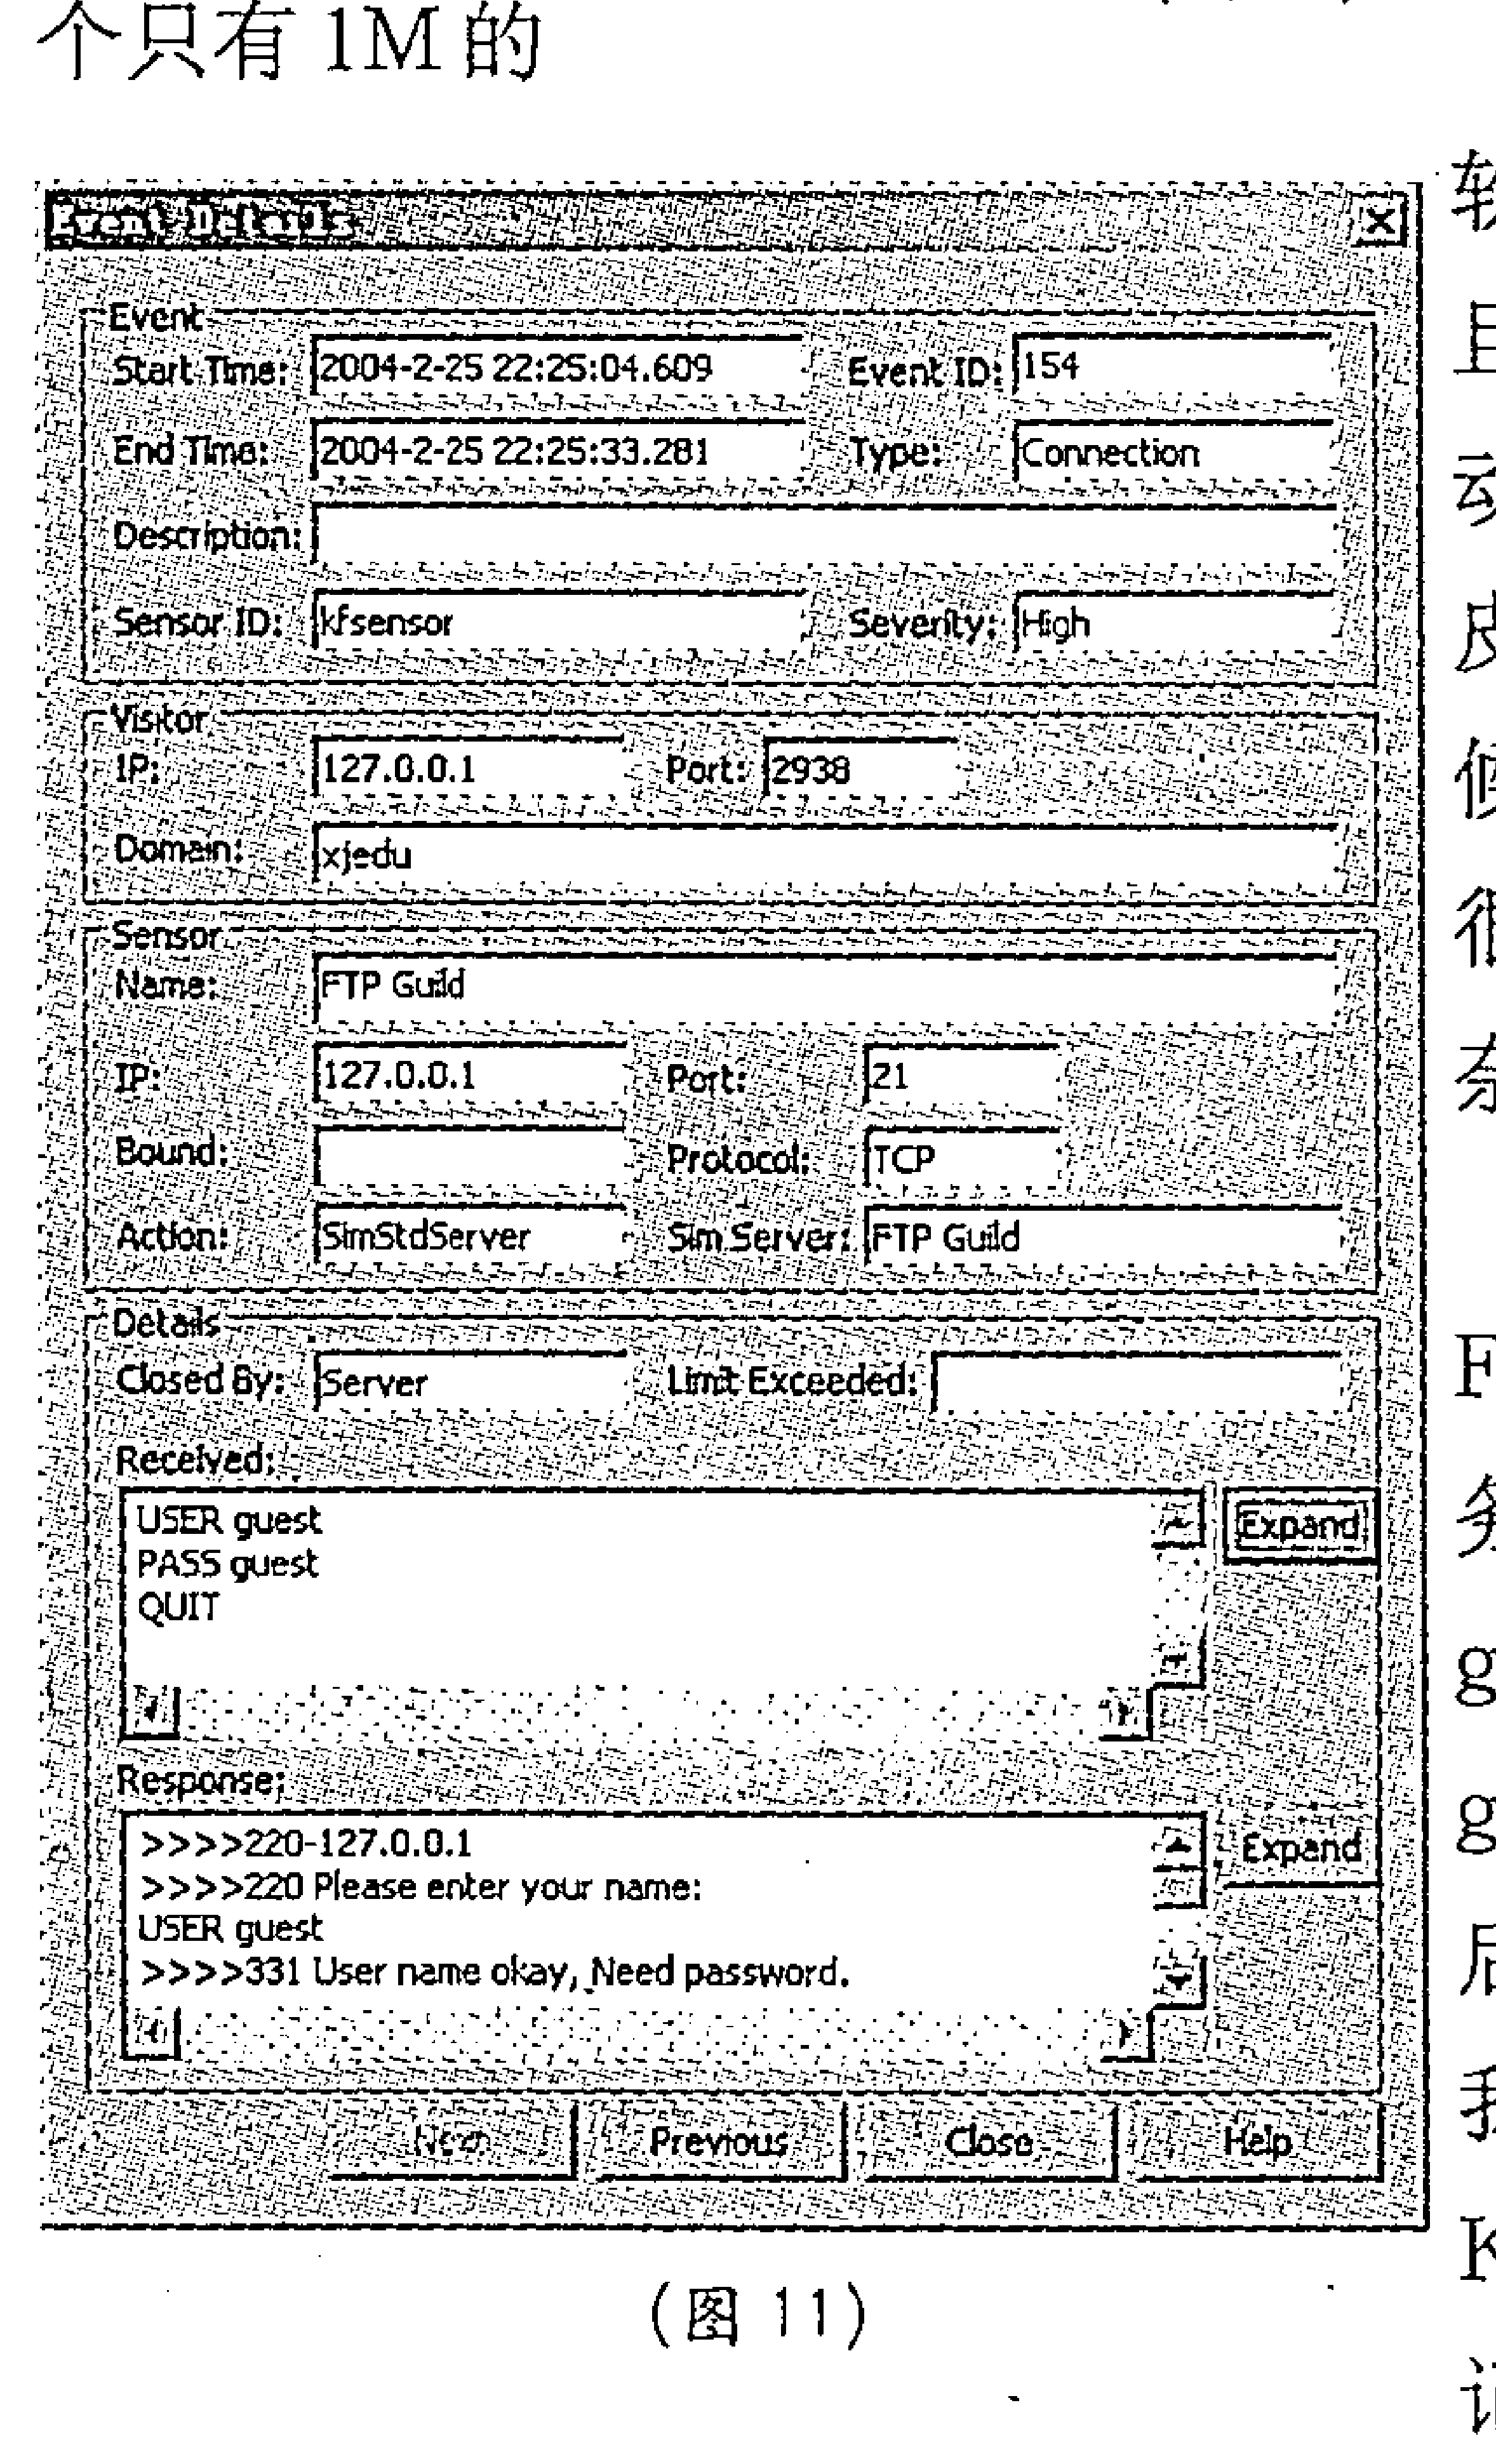 个只有 1M 的
Event Details
Event
Start Time: 2004-2-25 22:25:04.609 Event ID: 154
End Time: 2004-2-25 22:25:33.281 Type: Connection
Description:
Sensor ID: kfsensor Severity: High
Visitor
IP: 127.0.0.1 Port: 2938
Domain: xjedu
Sensor
Name: FTP Guild
IP: 127.0.0.1 Port: 21
Bound: Protocol: TCP
Action: SimStdServer Sim Server: FTP Guild
Details
Closed By: Server Limit Exceeded:
Received:
USER guest
PASS guest
QUIT
Expand
Response:
>>>>220-127.0.0.1
>>>>220 Please enter your name:
USER guest
>>>>331 User name okay, Need password.
Expand
Next Previous Close Help
(图 11)
且
F
务
g
g
后
K